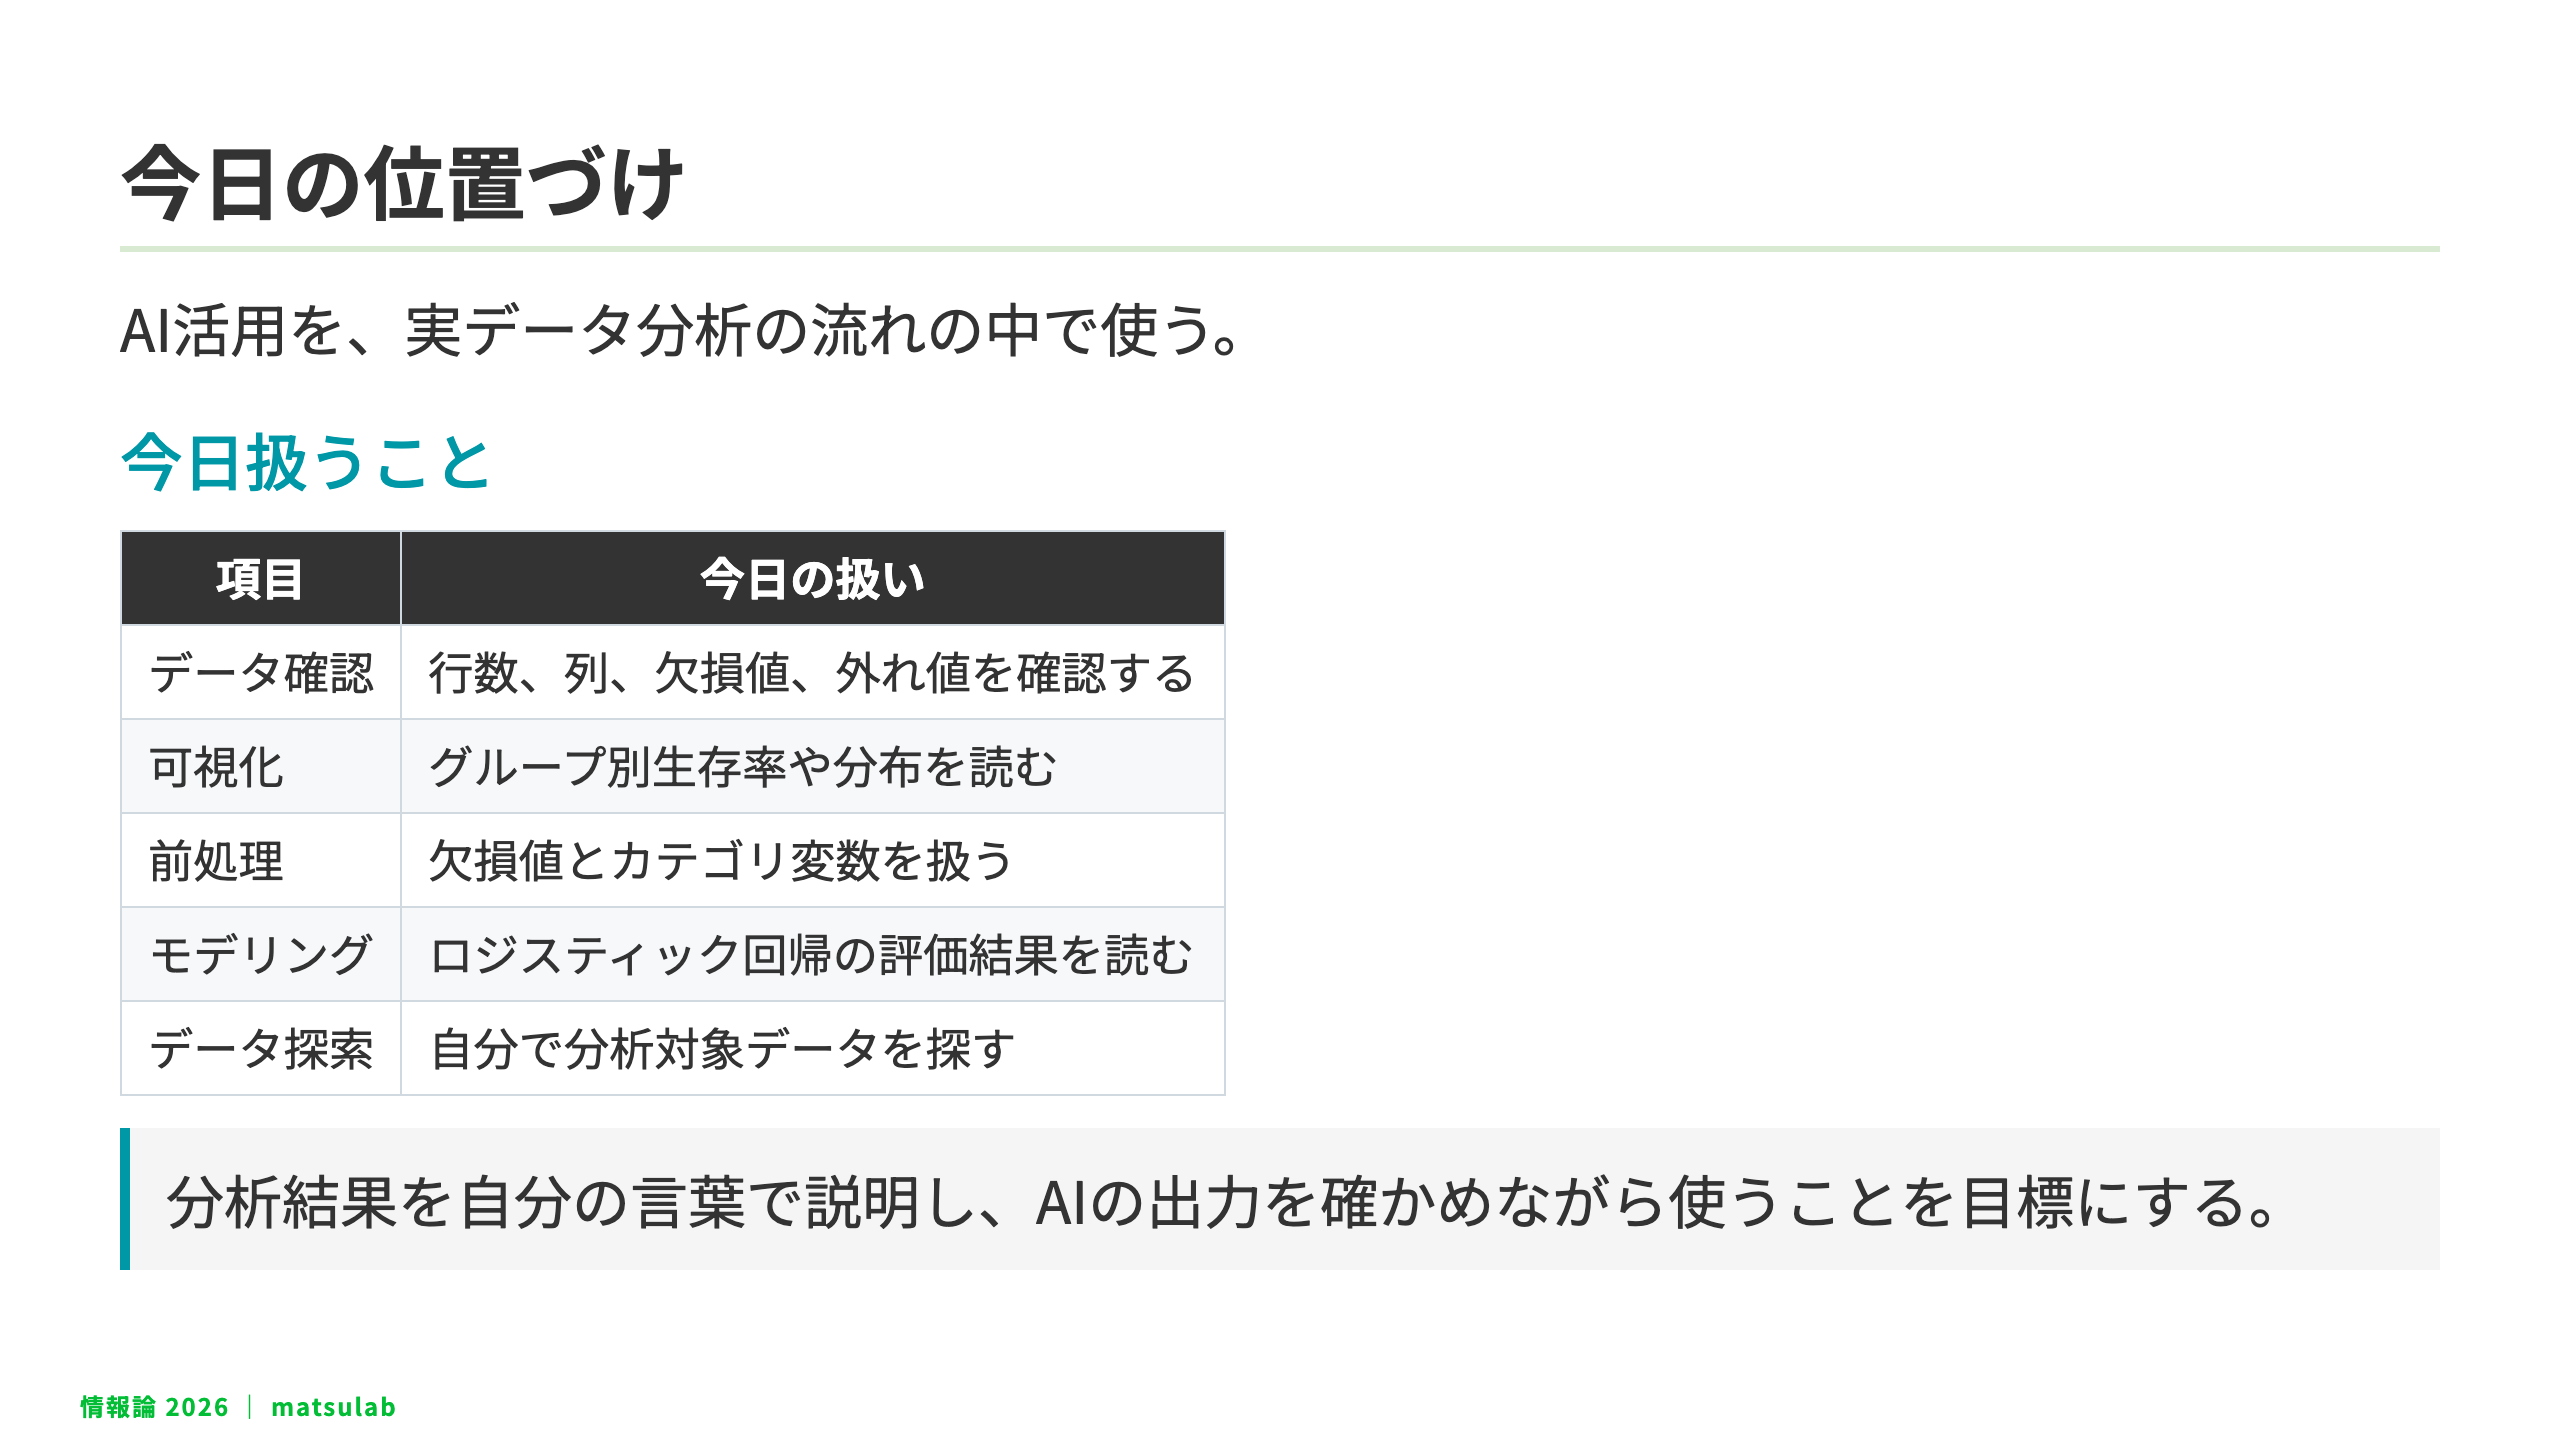 今日の位置づけ
AI活用を、実データ分析の流れの中で使う。
今日扱うこと
項目 今日の扱い
データ確認 行数、列、欠損値、外れ値を確認する
可視化 グループ別生存率や分布を読む
前処理 欠損値とカテゴリ変数を扱う
モデリング ロジスティック回帰の評価結果を読む
データ探索 自分で分析対象データを探す
分析結果を自分の言葉で説明し、AIの出力を確かめながら使うことを目標にする。
情報論 2026 | matsulab